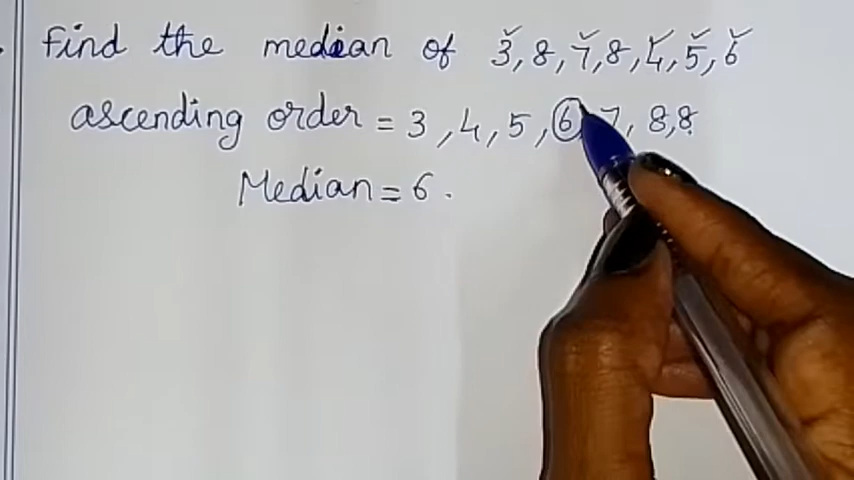 Find the median of 3, 8, 7, 8, 4, 5, 6
ascending order = 3, 4, 5, 6, 7, 8, 8.
Median = 6.